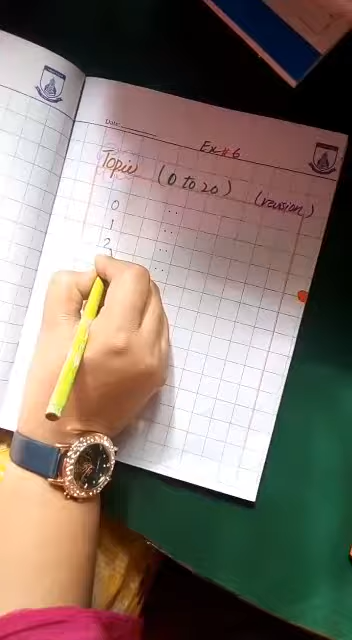 Date:
Ex # 6
Topic (0 to 20) (revision)
0 ..
1 ..
2 ..
..